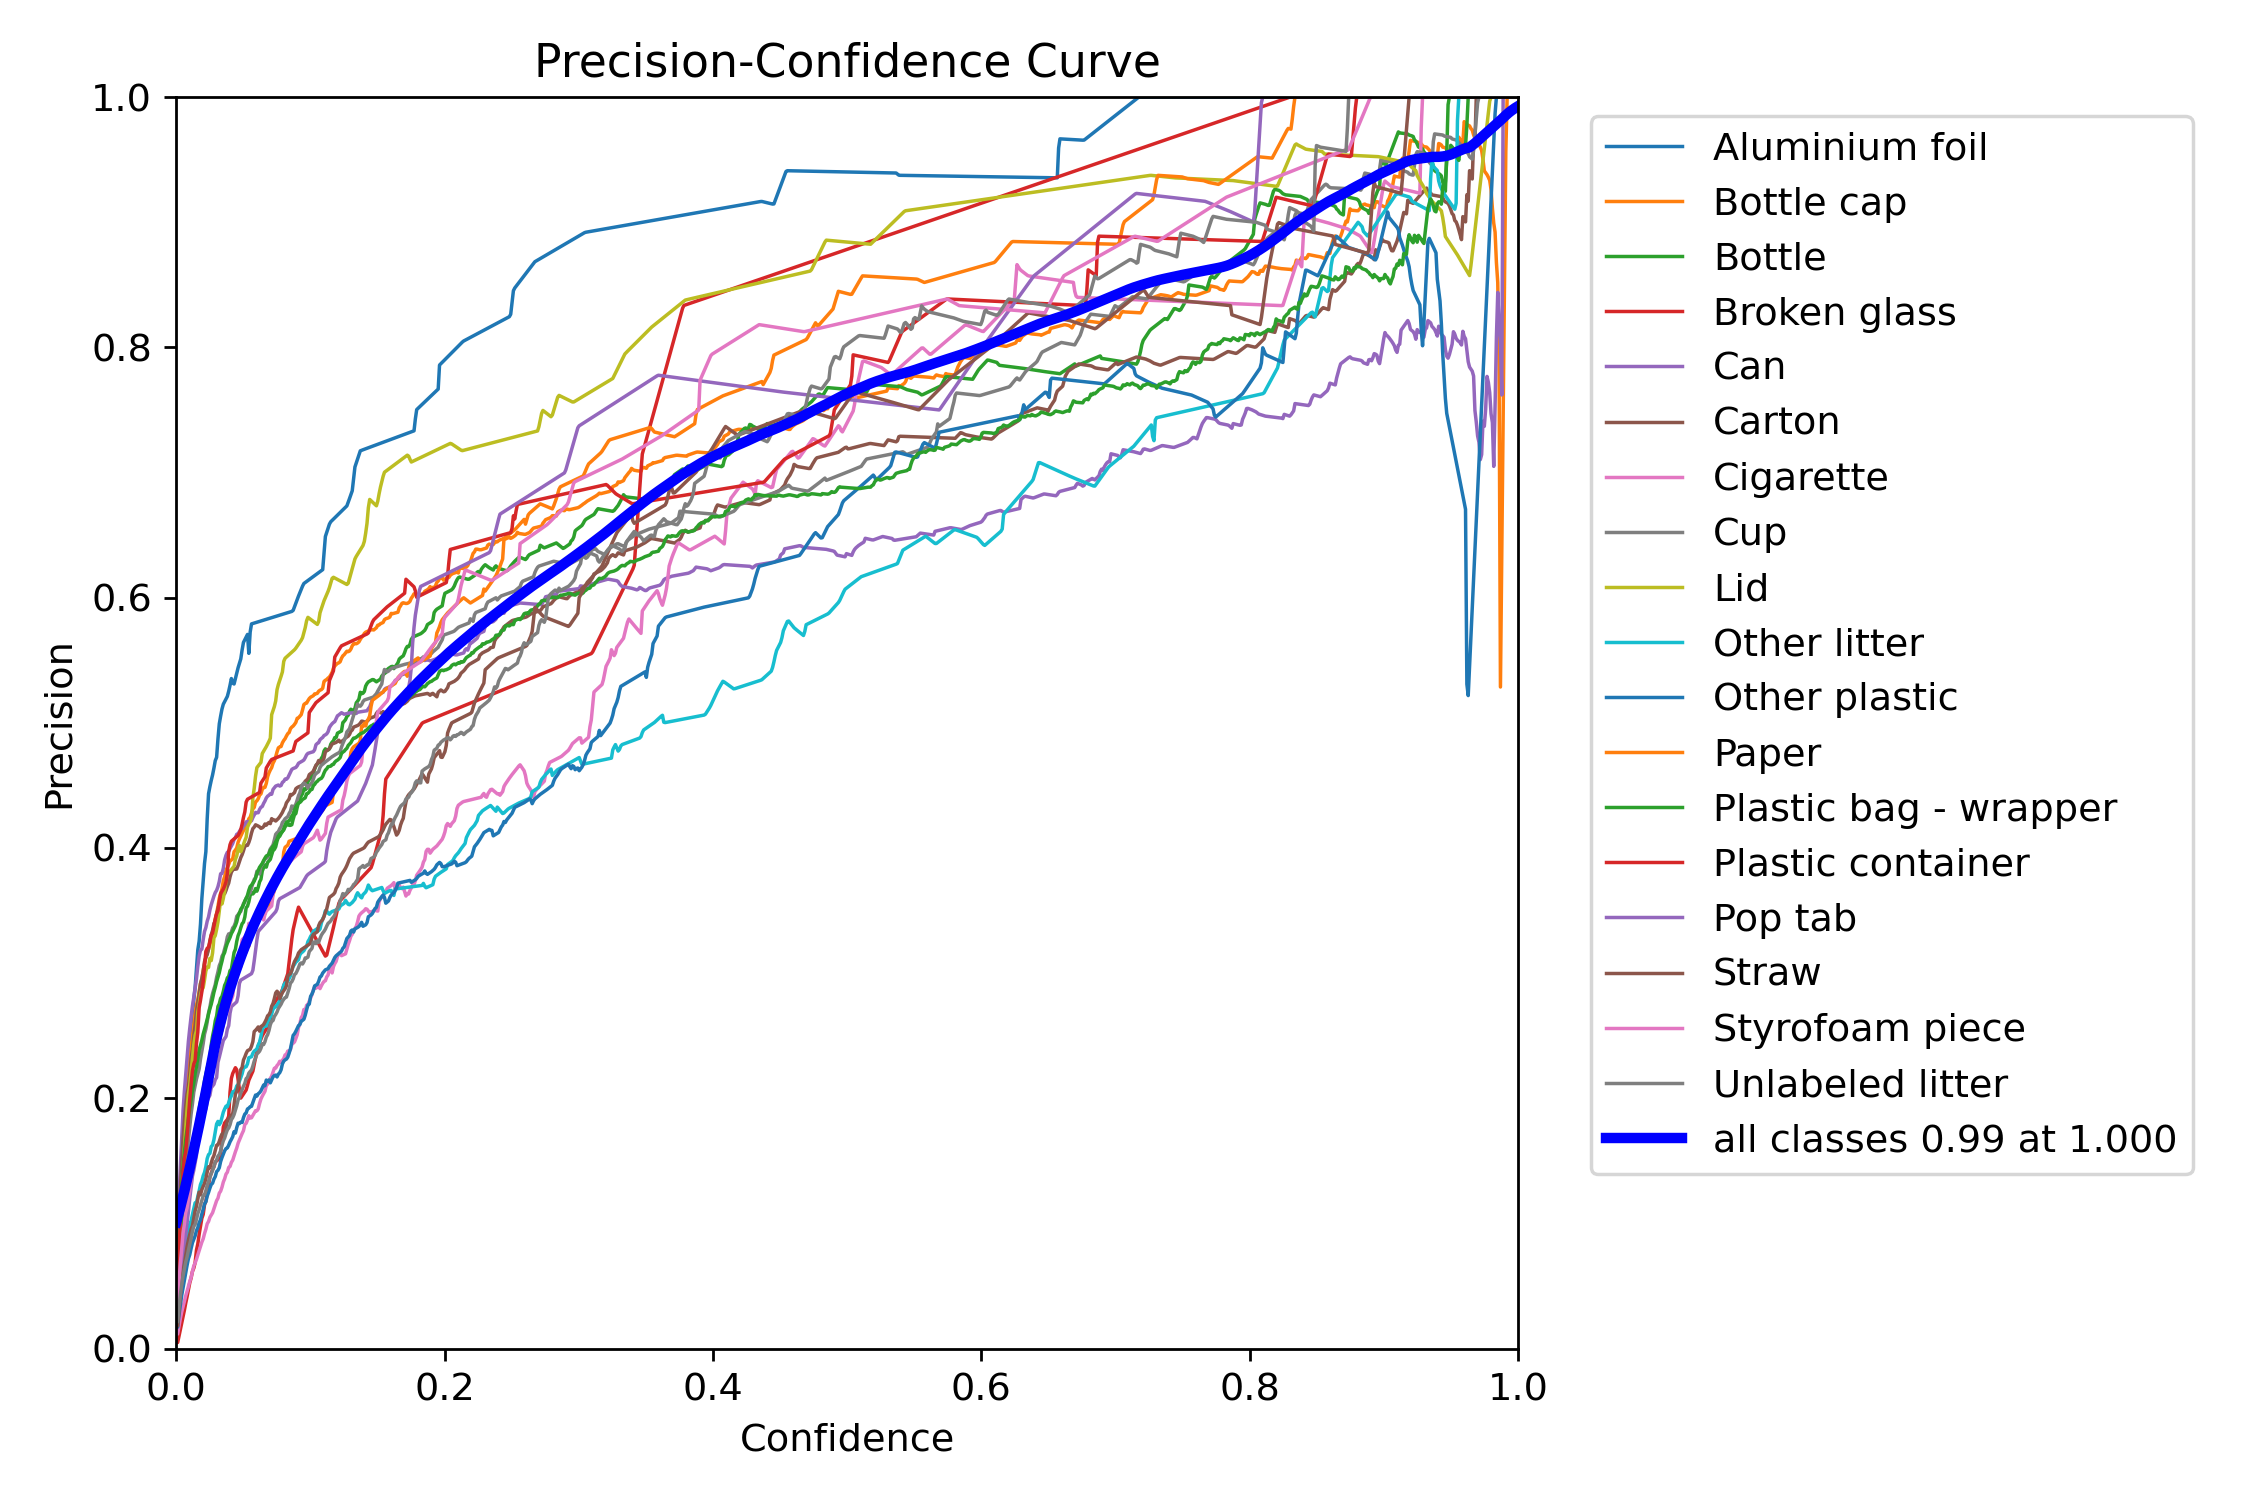 Precision-Confidence Curve
1.0
0.8
0.6
0.4
0.2
0.0
Precision
0.0 0.2 0.4 0.6 0.8 1.0
Confidence
Aluminium foil
Bottle cap
Bottle
Broken glass
Can
Carton
Cigarette
Cup
Lid
Other litter
Other plastic
Paper
Plastic bag - wrapper
Plastic container
Pop tab
Straw
Styrofoam piece
Unlabeled litter
all classes 0.99 at 1.000